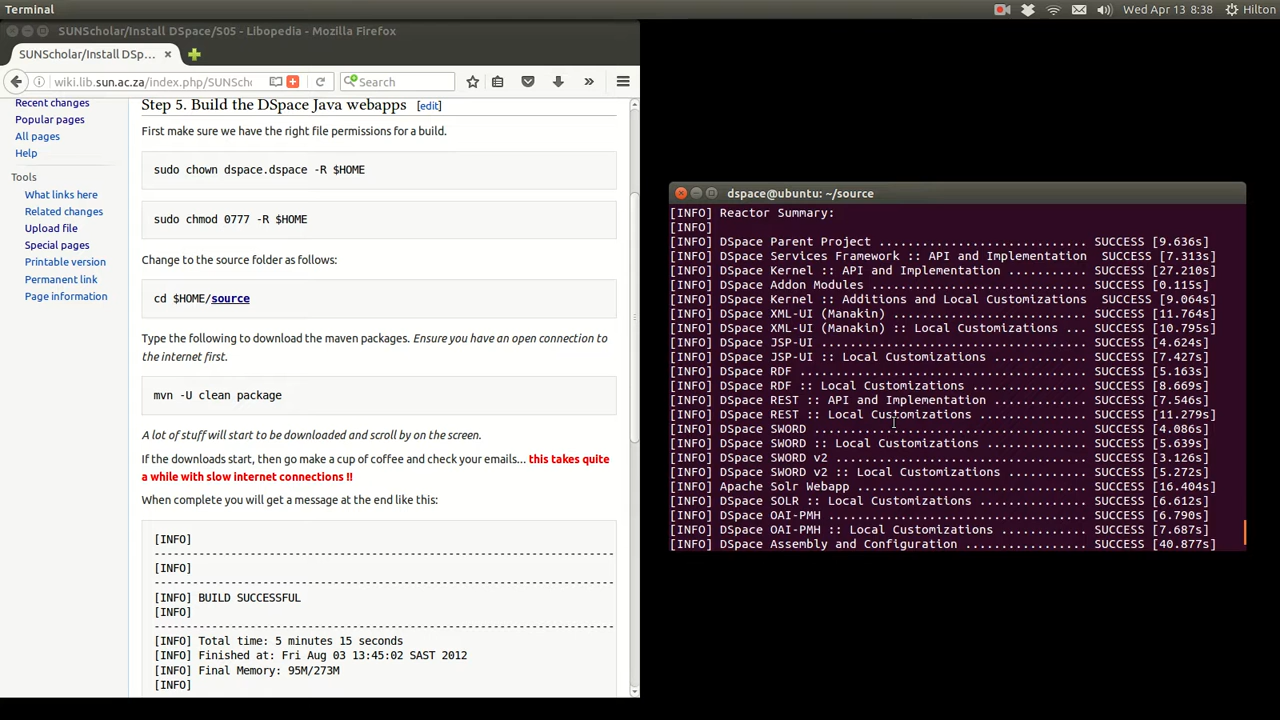 Terminal
Wed Apr 13 8:38 Hilton
SUNScholar/Install DSpace/S05 - Libopedia - Mozilla Firefox
SUNScholar/Install DSp...
wiki.lib.sun.ac.za/index.php/SUNScho
Search
Recent changes
Popular pages
All pages
Help
Tools
What links here
Related changes
Upload file
Special pages
Printable version
Permanent link
Page information
Step 5. Build the DSpace Java webapps [edit]
First make sure we have the right file permissions for a build.
sudo chown dspace.dspace -R $HOME
sudo chmod 0777 -R $HOME
Change to the source folder as follows:
cd $HOME/source
Type the following to download the maven packages. Ensure you have an open connection to
the internet first.
mvn -U clean package
A lot of stuff will start to be downloaded and scroll by on the screen.
If the downloads start, then go make a cup of coffee and check your emails... this takes quite
a while with slow internet connections !!
When complete you will get a message at the end like this:
[INFO]
------------------------------------------------------------------------
[INFO]
------------------------------------------------------------------------
[INFO] BUILD SUCCESSFUL
[INFO]
------------------------------------------------------------------------
[INFO] Total time: 5 minutes 15 seconds
[INFO] Finished at: Fri Aug 03 13:45:02 SAST 2012
[INFO] Final Memory: 95M/273M
[INFO]
dspace@ubuntu: ~/source
[INFO] Reactor Summary:
[INFO]
[INFO] DSpace Parent Project ............................. SUCCESS [9.636s]
[INFO] DSpace Services Framework :: API and Implementation  SUCCESS [7.313s]
[INFO] DSpace Kernel :: API and Implementation ........... SUCCESS [27.210s]
[INFO] DSpace Addon Modules .............................. SUCCESS [0.115s]
[INFO] DSpace Kernel :: Additions and Local Customizations  SUCCESS [9.064s]
[INFO] DSpace XML-UI (Manakin) ........................... SUCCESS [11.764s]
[INFO] DSpace XML-UI (Manakin) :: Local Customizations ... SUCCESS [10.795s]
[INFO] DSpace JSP-UI ..................................... SUCCESS [4.624s]
[INFO] DSpace JSP-UI :: Local Customizations ............. SUCCESS [7.427s]
[INFO] DSpace RDF ........................................ SUCCESS [5.163s]
[INFO] DSpace RDF :: Local Customizations ................ SUCCESS [8.669s]
[INFO] DSpace REST :: API and Implementation ............. SUCCESS [7.546s]
[INFO] DSpace REST :: Local Customizations ............... SUCCESS [11.279s]
[INFO] DSpace SWORD ...................................... SUCCESS [4.086s]
[INFO] DSpace SWORD :: Local Customizations .............. SUCCESS [5.639s]
[INFO] DSpace SWORD v2 ................................... SUCCESS [3.126s]
[INFO] DSpace SWORD v2 :: Local Customizations ........... SUCCESS [5.272s]
[INFO] Apache Solr Webapp ................................ SUCCESS [16.404s]
[INFO] DSpace SOLR :: Local Customizations ............... SUCCESS [6.612s]
[INFO] DSpace OAI-PMH .................................... SUCCESS [6.790s]
[INFO] DSpace OAI-PMH :: Local Customizations ............ SUCCESS [7.687s]
[INFO] DSpace Assembly and Configuration ................. SUCCESS [40.877s]